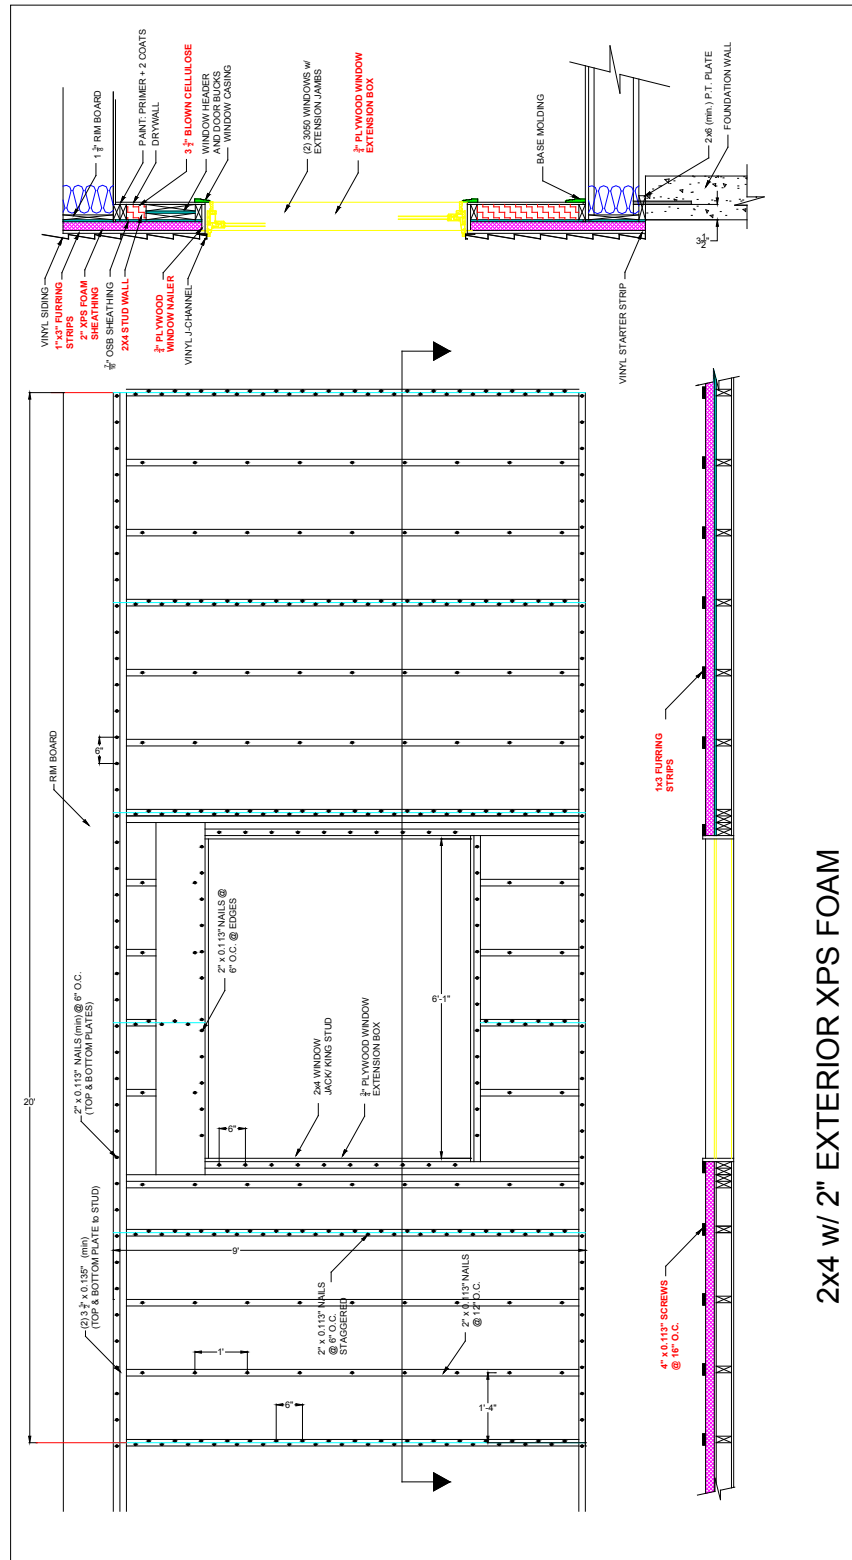 1 1/8" RIM BOARD
PAINT: PRIMER + 2 COATS
DRYWALL
3 1/2" BLOWN CELLULOSE
WINDOW HEADER
AND DOOR BUCKS
WINDOW CASING
(2) 3050 WINDOWS w/
EXTENSION JAMBS
3/4" PLYWOOD WINDOW
EXTENSION BOX
BASE MOLDING
2x6 (min.) P.T. PLATE
FOUNDATION WALL
VINYL SIDING
1"x3" FURRING
STRIPS
2" XPS FOAM
SHEATHING
7/16" OSB SHEATHING
2X4 STUD WALL
3/4" PLYWOOD
WINDOW NAILER
VINYL J-CHANNEL
VINYL STARTER STRIP
3 1/2"
20'
RIM BOARD
6"
2" x 0.113" NAILS (min) @ 6" O.C.
(TOP & BOTTOM PLATES)
2" x 0.113" NAILS @
6" O.C. @ EDGES
6'-1"
2x4 WINDOW
JACK/ KING STUD
3/4" PLYWOOD WINDOW
EXTENSION BOX
6"
(2) 3 1/2" x 0.135" (min)
(TOP & BOTTOM PLATE to STUD)
9'
2" x 0.113" NAILS
@ 6" O.C.
STAGGERED
2" x 0.113" NAILS
@ 12" O.C.
1'
6"
1'-4"
1x3 FURRING
STRIPS
4" x 0.113" SCREWS
@ 16" O.C.
2x4 w/ 2" EXTERIOR XPS FOAM